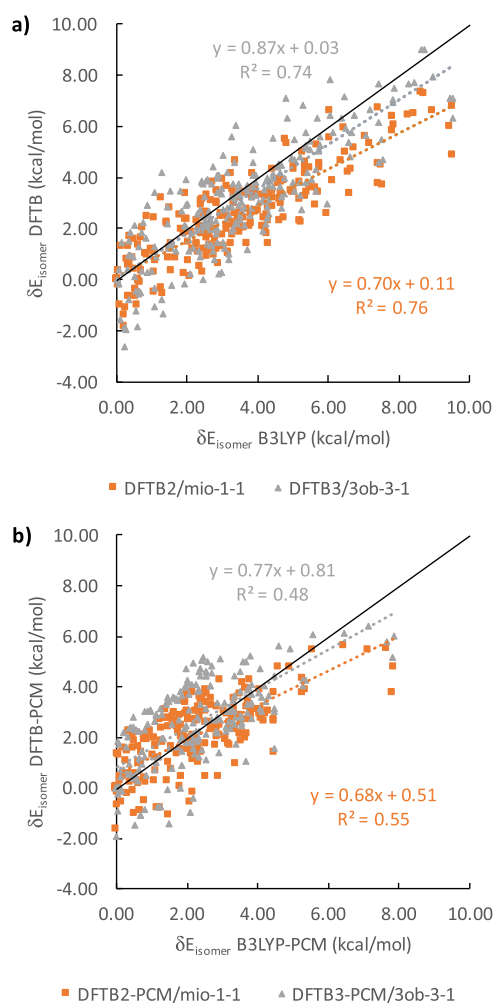 a)
10.00
8.00
6.00
4.00
2.00
0.00
-2.00
-4.00
δEisomer DFTB (kcal/mol)
y = 0.87x + 0.03
R² = 0.74
y = 0.70x + 0.11
R² = 0.76
0.00 2.00 4.00 6.00 8.00 10.00
δEisomer B3LYP (kcal/mol)
DFTB2/mio-1-1 DFTB3/3ob-3-1
b)
10.00
8.00
6.00
4.00
2.00
0.00
-2.00
-4.00
δEisomer DFTB-PCM (kcal/mol)
y = 0.77x + 0.81
R² = 0.48
y = 0.68x + 0.51
R² = 0.55
0.00 2.00 4.00 6.00 8.00 10.00
δEisomer B3LYP-PCM (kcal/mol)
DFTB2-PCM/mio-1-1 DFTB3-PCM/3ob-3-1